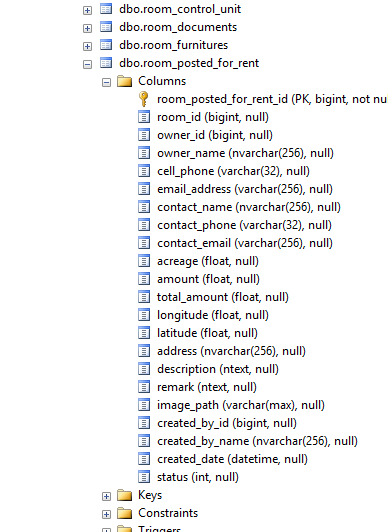 dbo.room_control_unit
dbo.room_documents
dbo.room_furnitures
dbo.room_posted_for_rent
Columns
room_posted_for_rent_id (PK, bigint, not nu
room_id (bigint, null)
owner_id (bigint, null)
owner_name (nvarchar(256), null)
cell_phone (varchar(32), null)
email_address (varchar(256), null)
contact_name (nvarchar(256), null)
contact_phone (varchar(32), null)
contact_email (varchar(256), null)
acreage (float, null)
amount (float, null)
total_amount (float, null)
longitude (float, null)
latitude (float, null)
address (nvarchar(256), null)
description (ntext, null)
remark (ntext, null)
image_path (varchar(max), null)
created_by_id (bigint, null)
created_by_name (nvarchar(256), null)
created_date (datetime, null)
status (int, null)
Keys
Constraints
Triggers